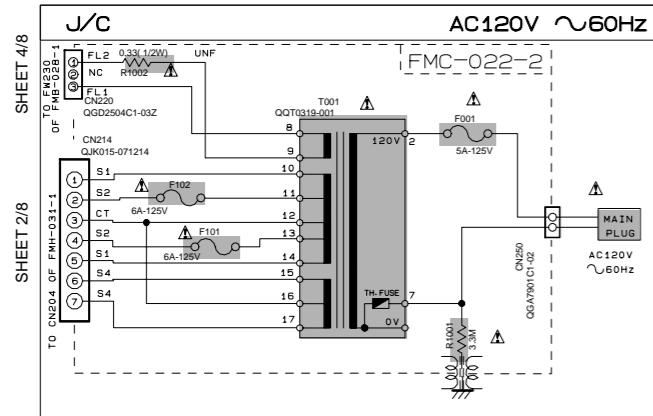 J/C
AC120V ～60Hz
SHEET 4/8
TO FW230
OF FMB-028-1
1
2
3
FL2
NC
FL1
0.33( 1/2W)
R1002
UNF
FMC-022-2
CN220
QGD2504C1-03Z
CN214
QJK015-071214
T001
QQT0319-001
F001
5A-125V
120V
2
8
9
10
11
12
13
14
15
16
17
SHEET 2/8
TO CN204 OF FMH-031-1
1
2
3
4
5
6
7
S1
S2
CT
S2
S1
S4
S4
F102
6A-125V
F101
6A-125V
TH-FUSE
7
0V
R1001
3.3M
CN250
QGA7901C1-02
MAIN
PLUG
AC120V
～60Hz